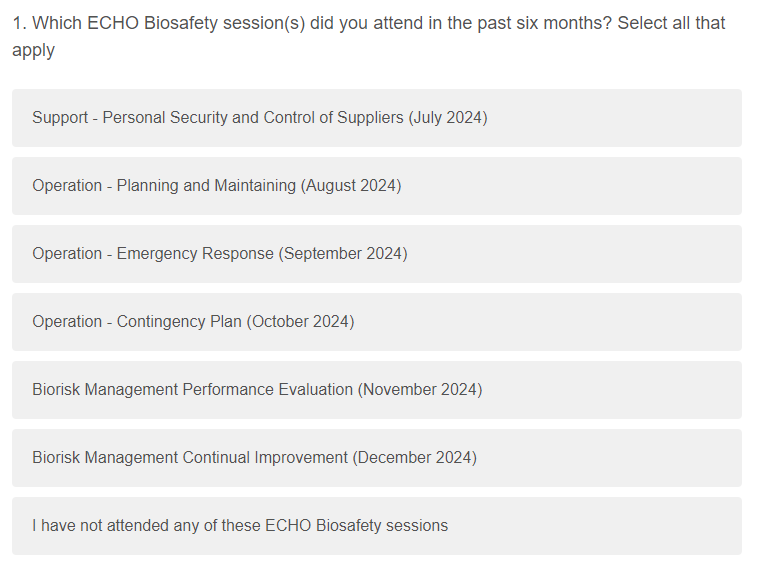 1. Which ECHO Biosafety session(s) did you attend in the past six months? Select all that
apply
Support - Personal Security and Control of Suppliers (July 2024)
Operation - Planning and Maintaining (August 2024)
Operation - Emergency Response (September 2024)
Operation - Contingency Plan (October 2024)
Biorisk Management Performance Evaluation (November 2024)
Biorisk Management Continual Improvement (December 2024)
I have not attended any of these ECHO Biosafety sessions